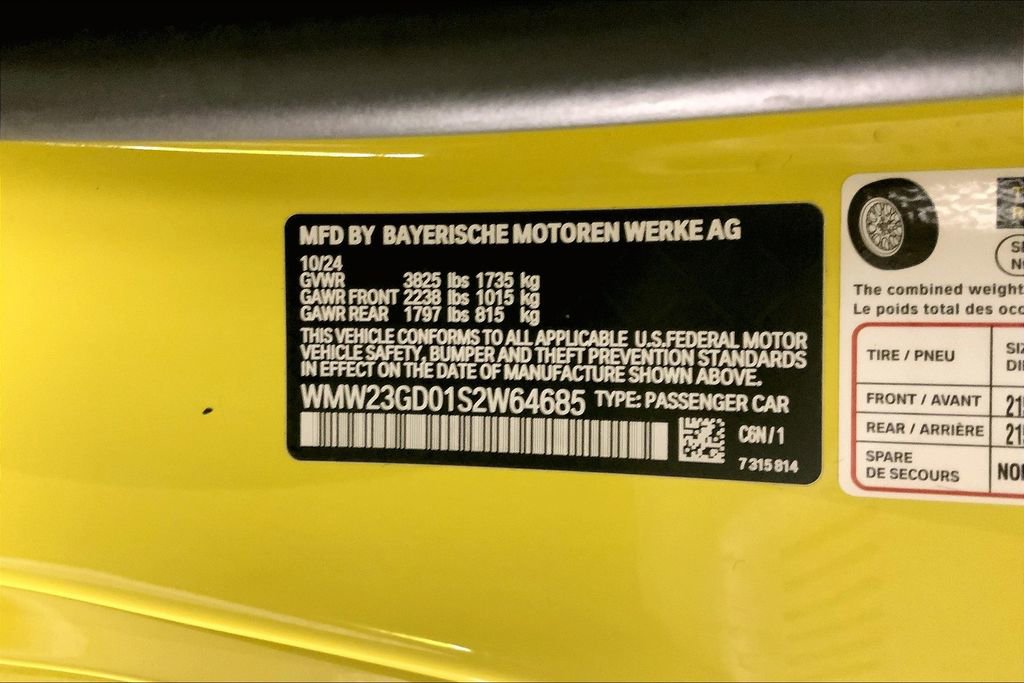 MFD BY BAYERISCHE MOTOREN WERKE AG
10/24
GVWR 3825 lbs 1735 kg
GAWR FRONT 2238 lbs 1015 kg
GAWR REAR 1797 lbs 815 kg
THIS VEHICLE CONFORMS TO ALL APPLICABLE U.S.FEDERAL MOTOR
VEHICLE SAFETY, BUMPER AND THEFT PREVENTION STANDARDS
IN EFFECT ON THE DATE OF MANUFACTURE SHOWN ABOVE.
WMW23GD01S2W64685 TYPE: PASSENGER CAR
C6N/1
7 315 814
The combined weight
Le poids total des
TIRE / PNEU
FRONT / AVANT
REAR / ARRIÈRE
SPARE
DE SECOURS